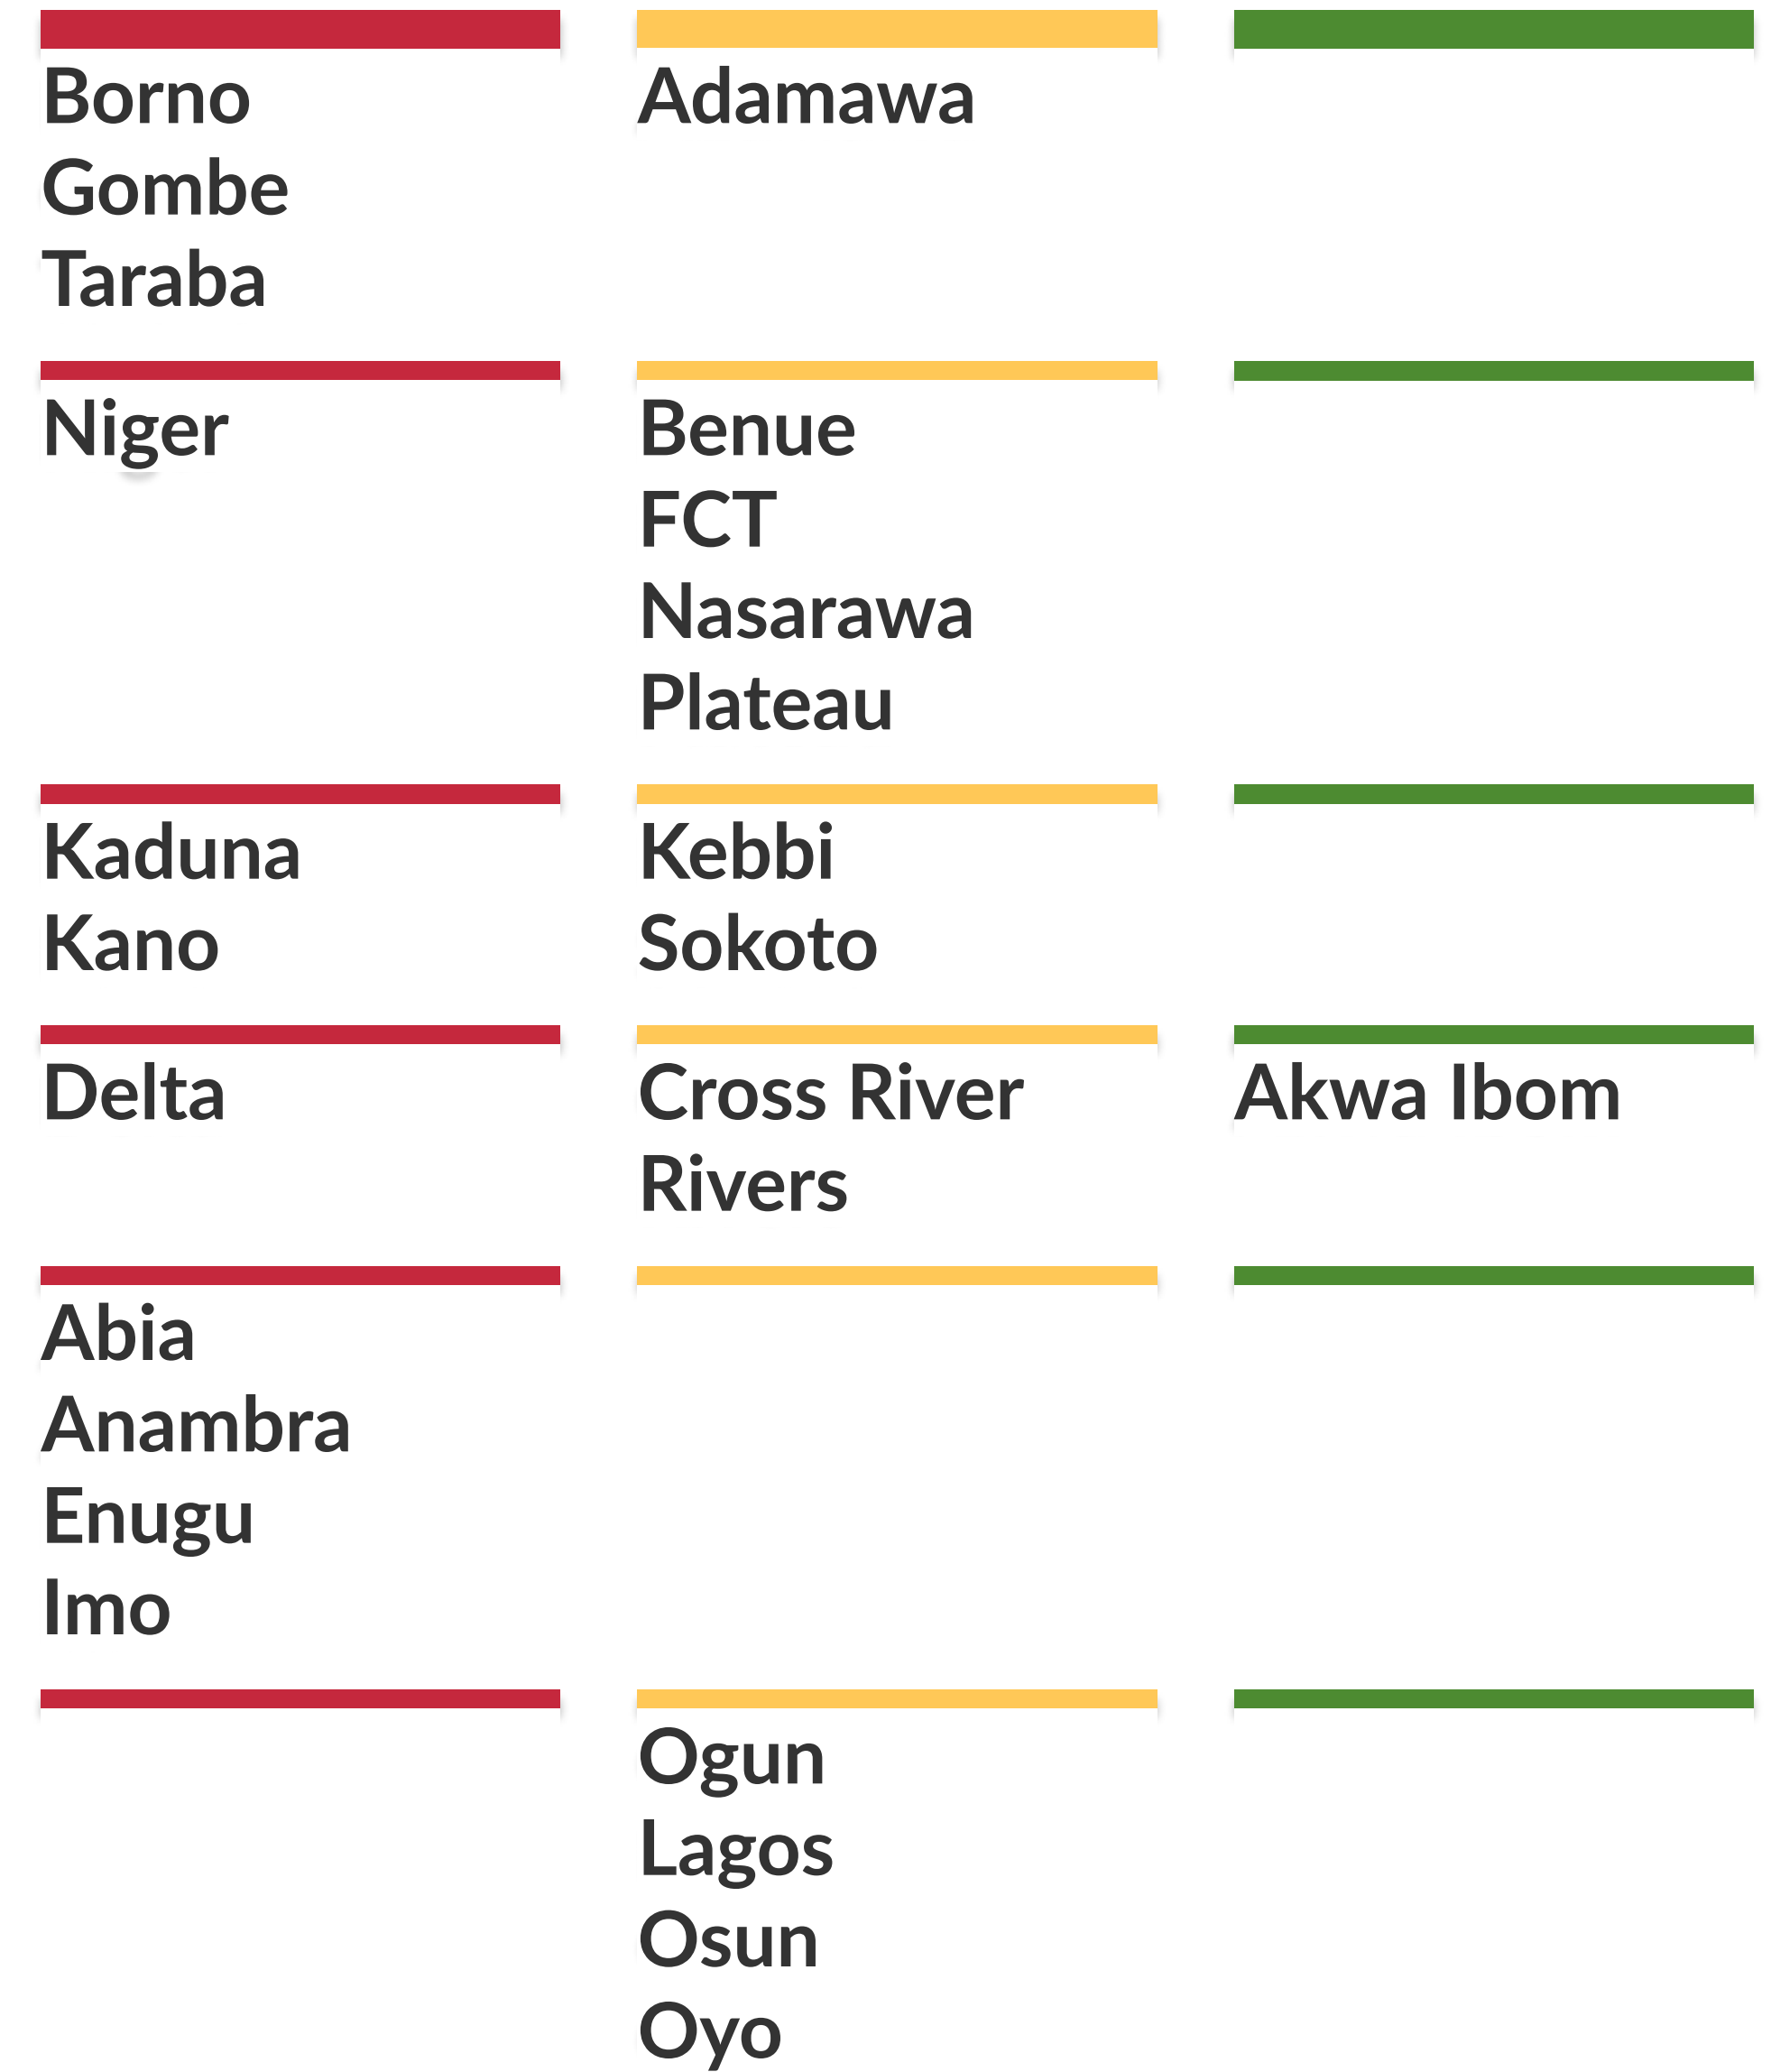 Borno
Gombe
Taraba
Adamawa
Niger
Benue
FCT
Nasarawa
Plateau
Kaduna
Kano
Kebbi
Sokoto
Delta
Cross River
Rivers
Akwa Ibom
Abia
Anambra
Enugu
Imo
Ogun
Lagos
Osun
Oyo